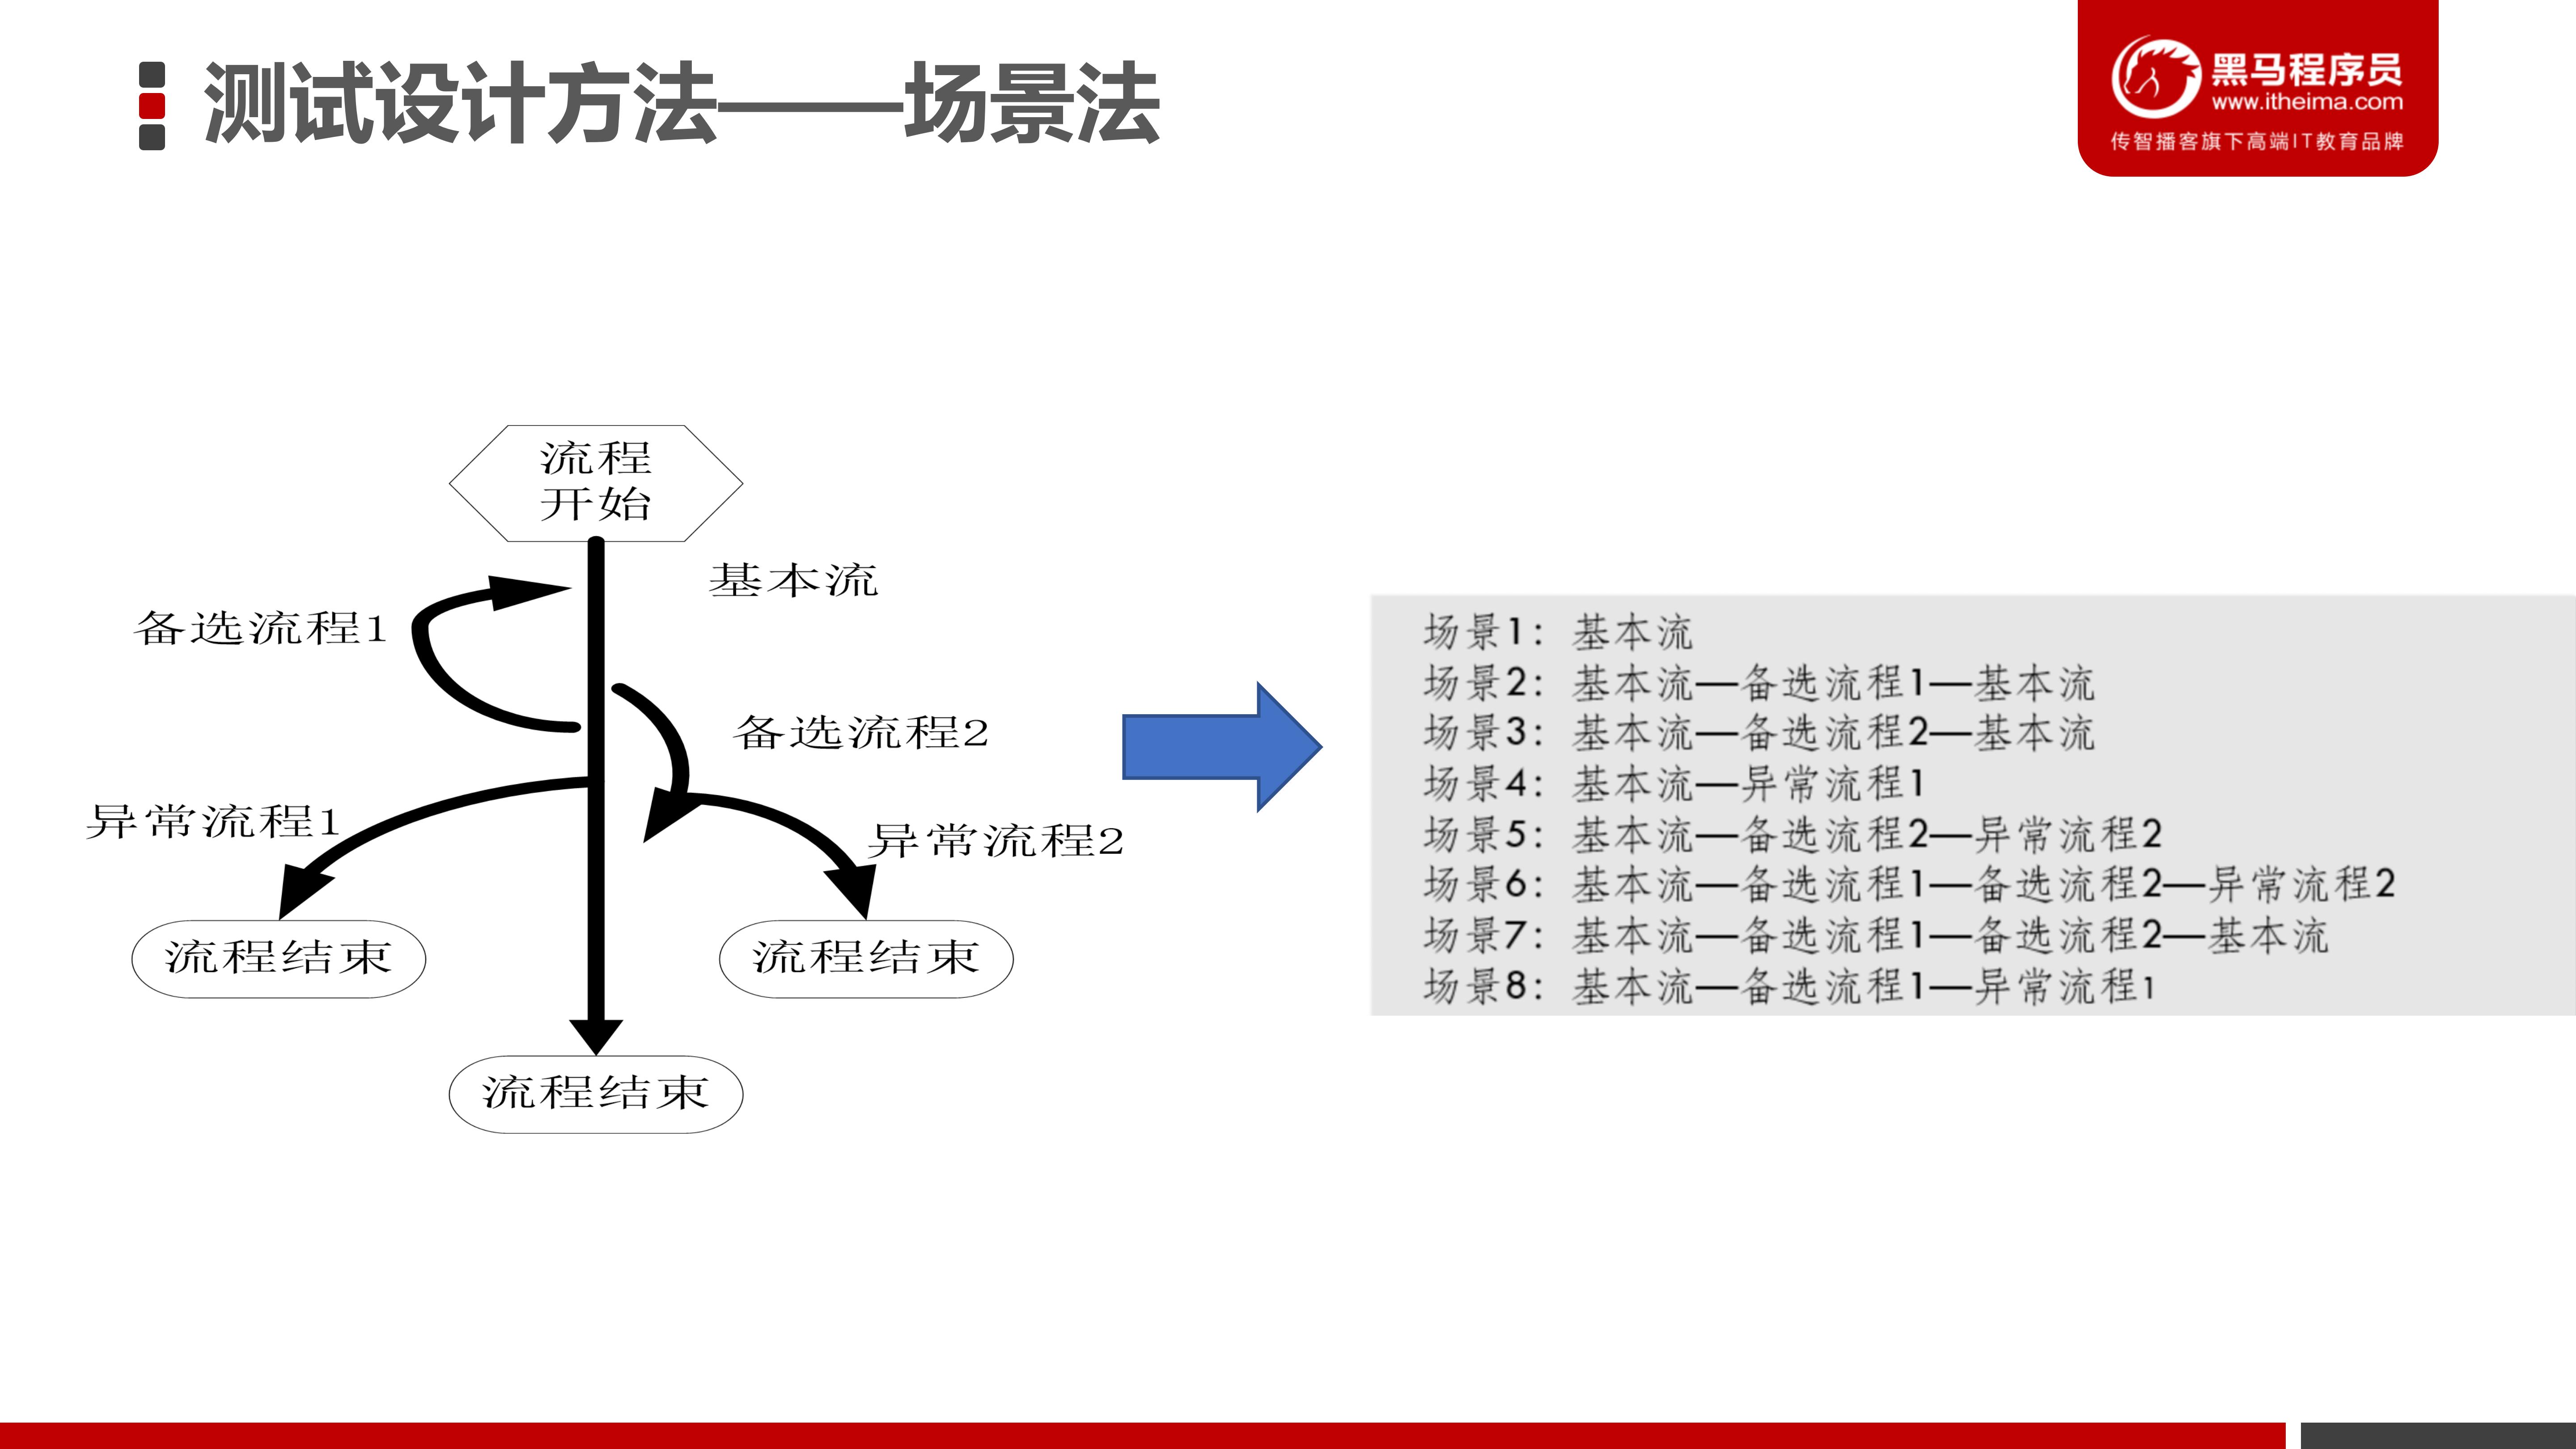 测试设计方法——场景法
黑马程序员
www.itheima.com
传智播客旗下高端IT教育品牌
流程
开始
基本流
备选流程1
备选流程2
异常流程1
异常流程2
流程结束
流程结束
流程结束
场景1：基本流
场景2：基本流—备选流程1—基本流
场景3：基本流—备选流程2—基本流
场景4：基本流—异常流程1
场景5：基本流—备选流程2—异常流程2
场景6：基本流—备选流程1—备选流程2—异常流程2
场景7：基本流—备选流程1—备选流程2—基本流
场景8：基本流—备选流程1—异常流程1